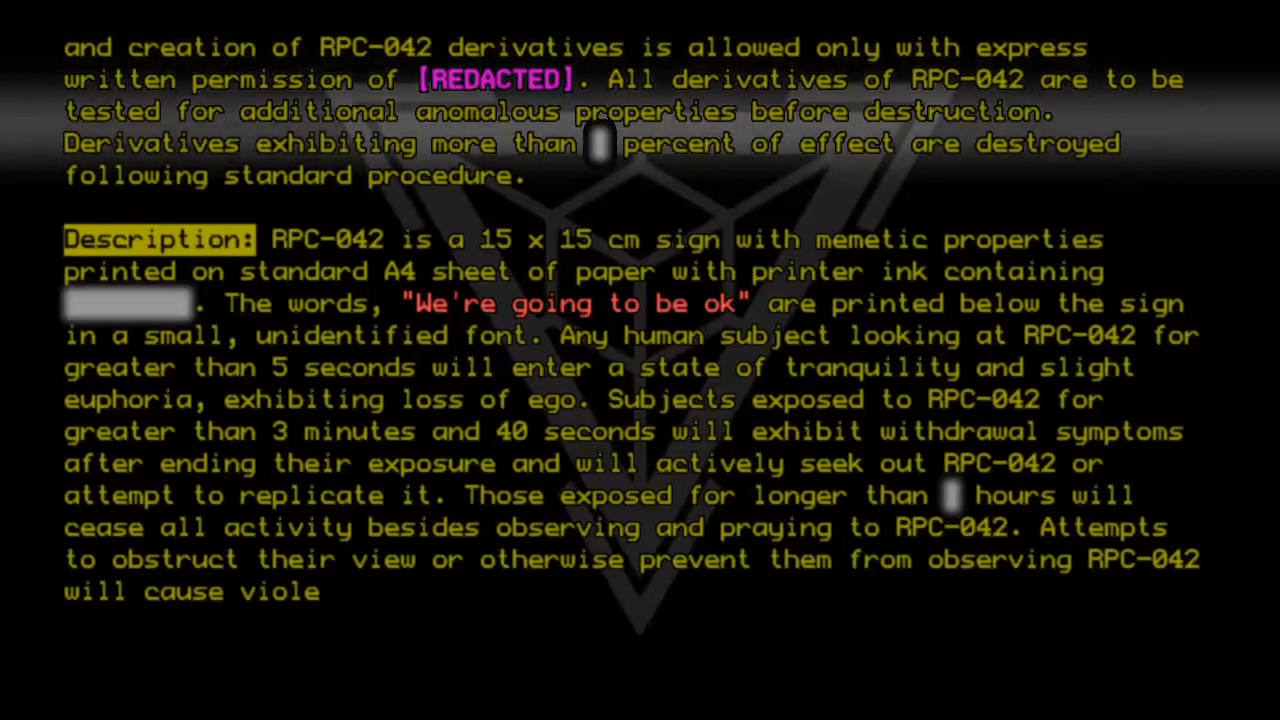 and creation of RPC-042 derivatives is allowed only with express
written permission of [REDACTED]. All derivatives of RPC-042 are to be
tested for additional anomalous properties before destruction.
Derivatives exhibiting more than percent of effect are destroyed
following standard procedure.
Description: RPC-042 is a 15 x 15 cm sign with memetic properties
printed on standard A4 sheet of paper with printer ink containing
. The words, "We're going to be ok" are printed below the sign
in a small, unidentified font. Any human subject looking at RPC-042 for
greater than 5 seconds will enter a state of tranquility and slight
euphoria, exhibiting loss of ego. Subjects exposed to RPC-042 for
greater than 3 minutes and 40 seconds will exhibit withdrawal symptoms
after ending their exposure and will actively seek out RPC-042 or
attempt to replicate it. Those exposed for longer than hours will
cease all activity besides observing and praying to RPC-042. Attempts
to obstruct their view or otherwise prevent them from observing RPC-042
will cause viole